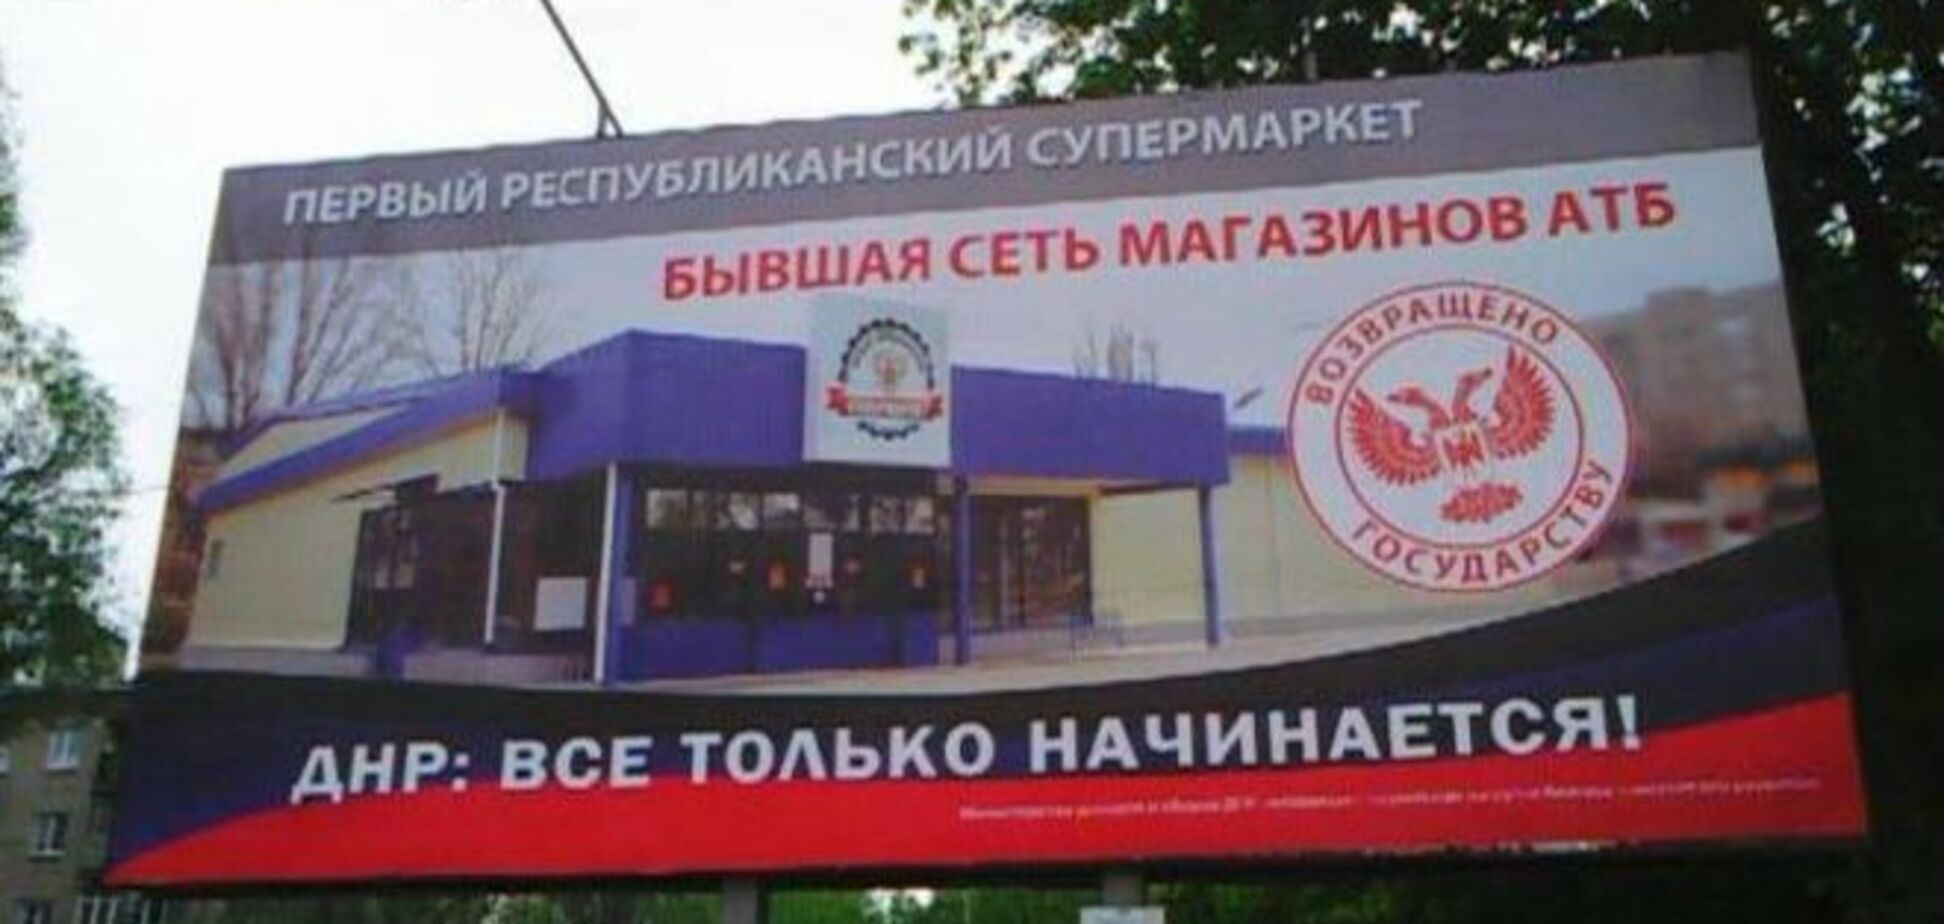 ПЕРВЫЙ РЕСПУБЛИКАНСКИЙ СУПЕРМАРКЕТ
БЫВШАЯ СЕТЬ МАГАЗИНОВ АТБ
ВОЗВРАЩЕНО
ГОСУДАРСТВУ
ДНР: ВСЕ ТОЛЬКО НАЧИНАЕТСЯ!